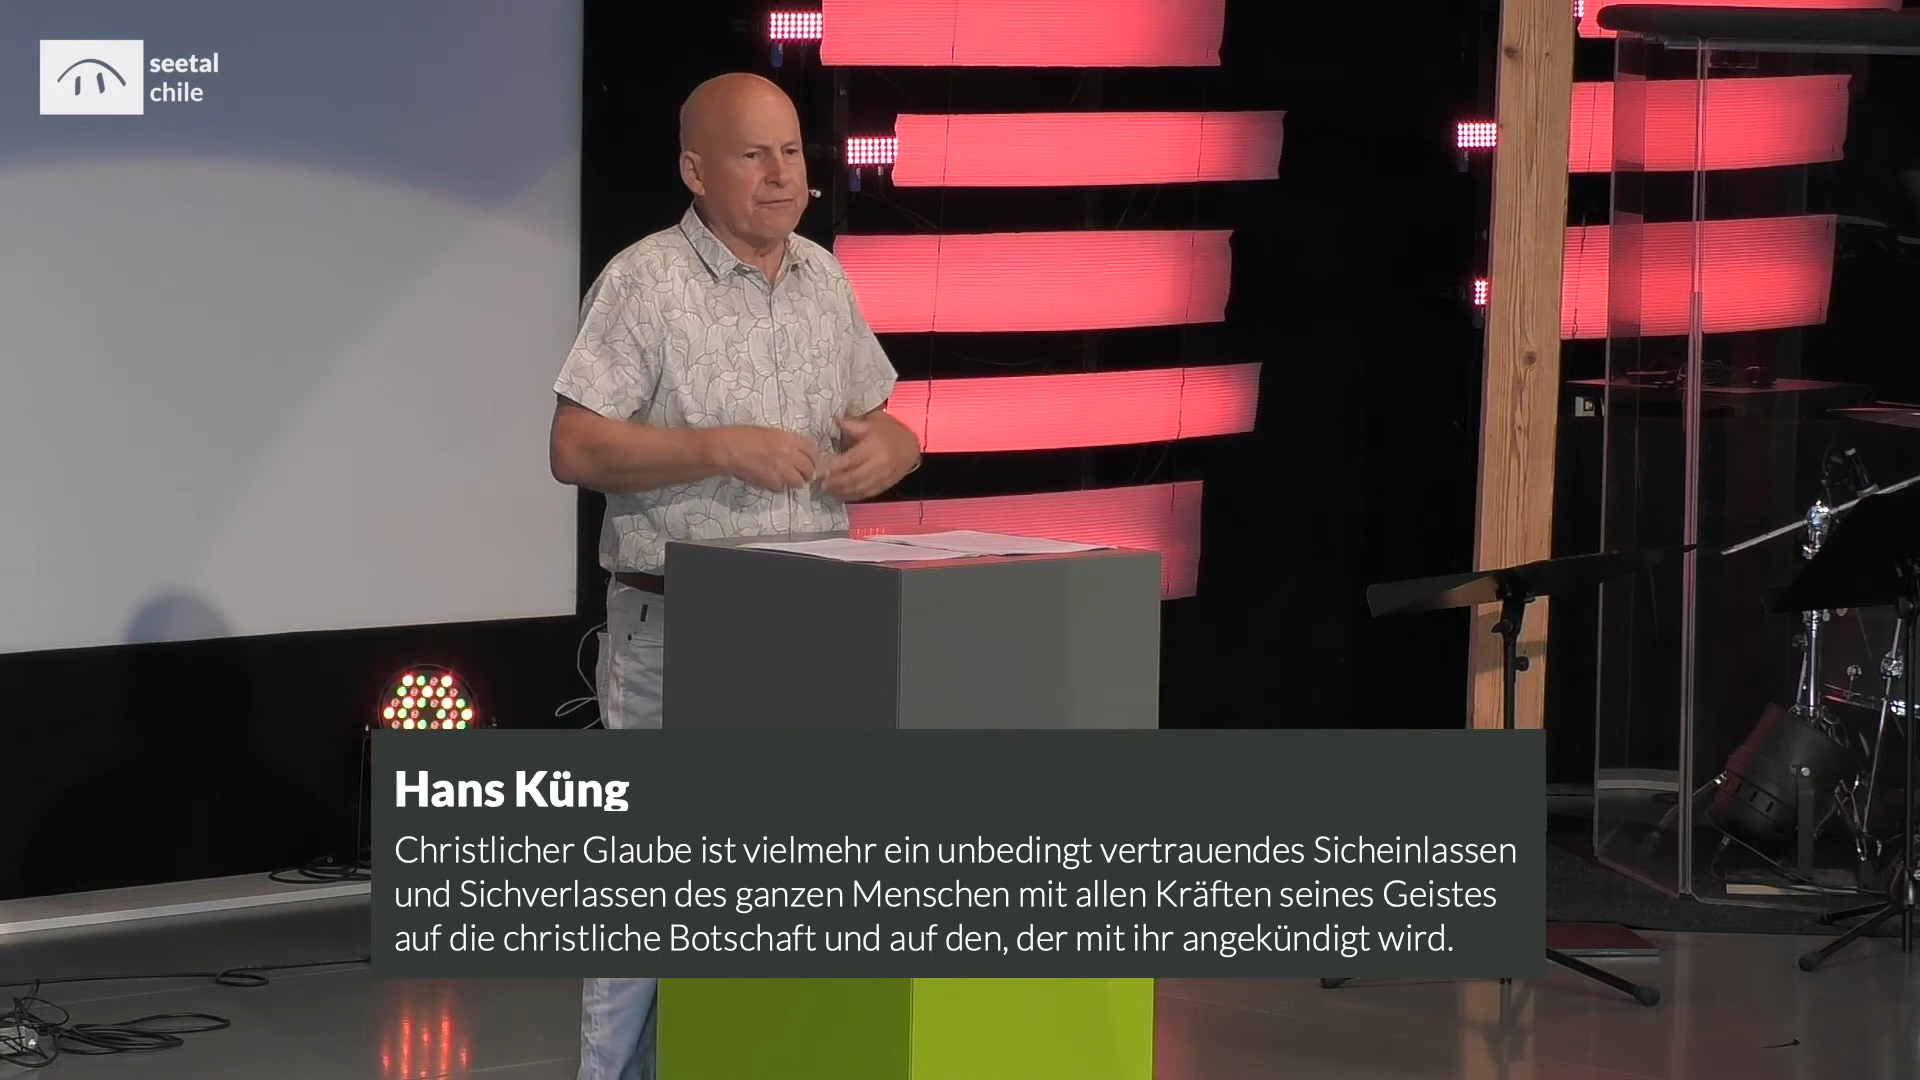 seetal
chile
Hans Küng
Christlicher Glaube ist vielmehr ein unbedingt vertrauendes Sicheinlassen
und Sichverlassen des ganzen Menschen mit allen Kräften seines Geistes
auf die christliche Botschaft und auf den, der mit ihr angekündigt wird.